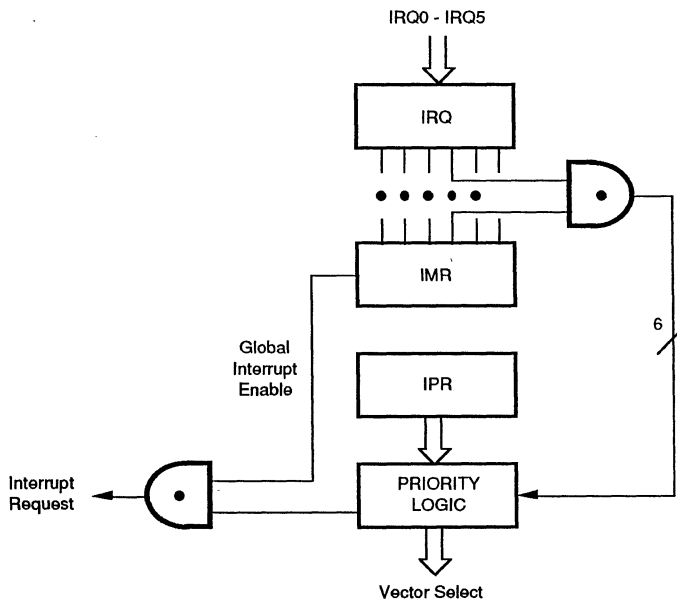 IRQ0 - IRQ5
IRQ
IMR
6
Global
Interrupt
Enable
IPR
PRIORITY
LOGIC
Interrupt
Request
Vector Select